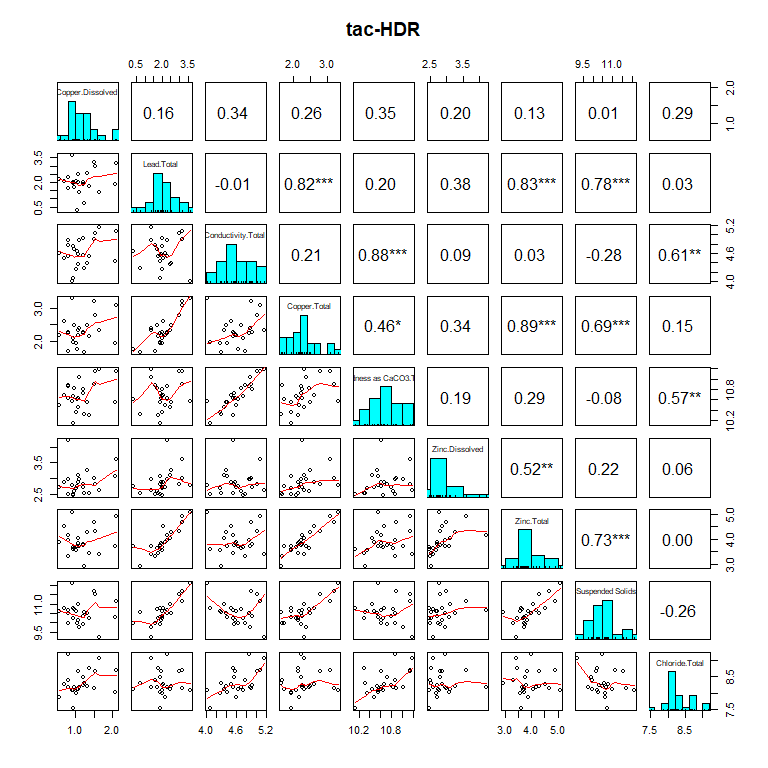 tac-HDR
0.5 2.0 3.5 2.0 3.0 2.5 3.5 9.5 11.0
Copper.Dissolved 0.16 0.34 0.26 0.35 0.20 0.13 0.01 0.29 1.0 2.0
0.5 2.0 3.5 Lead.Total -0.01 0.82*** 0.20 0.38 0.83*** 0.78*** 0.03
Conductivity.Total 0.21 0.88*** 0.09 0.03 -0.28 0.61** 4.0 4.6 5.2
2.0 3.0 Copper.Total 0.46* 0.34 0.89*** 0.69*** 0.15
dness as CaCO3.T 0.19 0.29 -0.08 0.57** 10.2 10.8
2.5 3.5 Zinc.Dissolved 0.52** 0.22 0.06
Zinc.Total 0.73*** 0.00 3.0 4.0 5.0
9.5 11.0 Suspended Solids -0.26
Chloride.Total 7.5 8.5
1.0 2.0 4.0 4.6 5.2 10.2 10.8 3.0 4.0 5.0 7.5 8.5